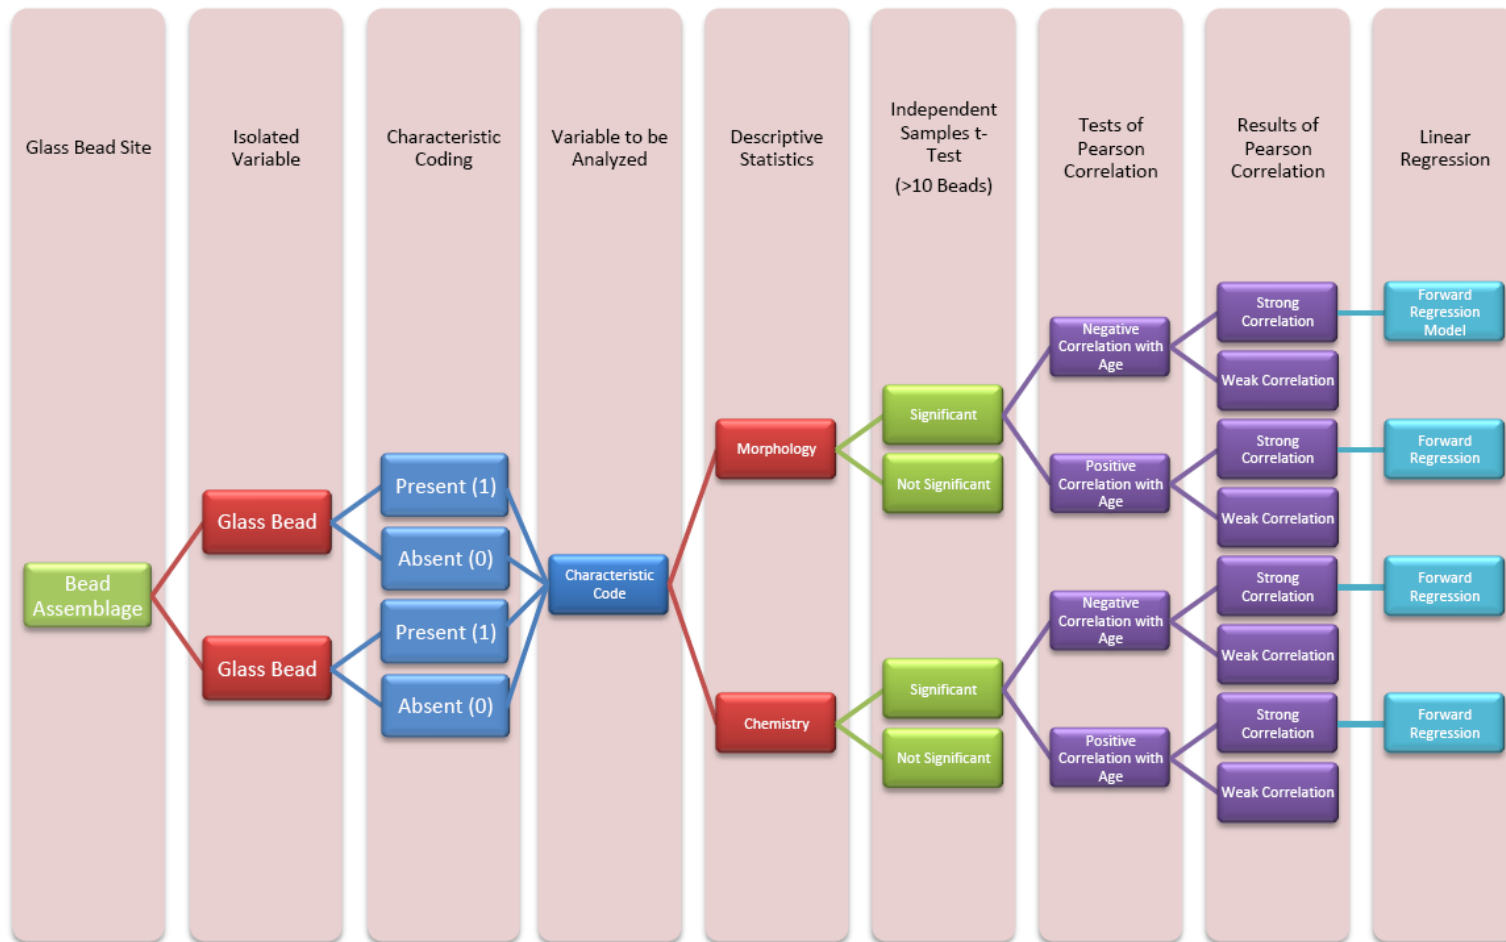 Glass Bead Site
Isolated
Variable
Characteristic
Coding
Variable to be
Analyzed
Descriptive
Statistics
Independent
Samples t-
Test
(>10 Beads)
Tests of
Pearson
Correlation
Results of
Pearson
Correlation
Linear
Regression
Bead
Assemblage
Glass Bead
Glass Bead
Present (1)
Absent (0)
Present (1)
Absent (0)
Characteristic
Code
Morphology
Chemistry
Significant
Not Significant
Significant
Not Significant
Negative
Correlation with
Age
Positive
Correlation with
Age
Negative
Correlation with
Age
Positive
Correlation with
Age
Strong
Correlation
Weak Correlation
Strong
Correlation
Weak Correlation
Strong
Correlation
Weak Correlation
Strong
Correlation
Weak Correlation
Forward
Regression
Model
Forward
Regression
Forward
Regression
Forward
Regression